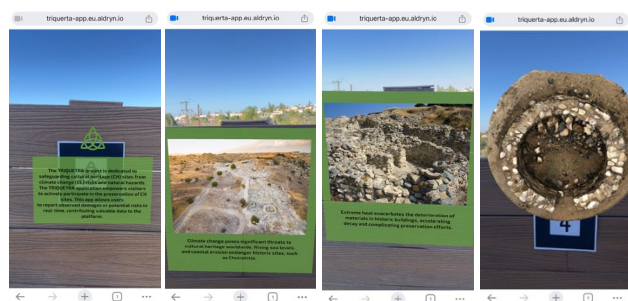 triquerta-app.eu.aldryn.io
The TRIQUETRA project is dedicated to
safeguarding cultural heritage (CH) sites from
climate change (CC) risks and natural hazards.
The TRIQUETRA application empowers visitors
to actively participate in the preservation of CH
sites. This app allows users
to report observed damages or potential risks in
real time, contributing valuable data to the
platform.
1
triquerta-app.eu.aldryn.io
Climate change poses significant threats to
cultural heritage worldwide. Rising sea levels
and coastal erosion endanger historic sites, such
as Choirokitia.
1
triquerta-app.eu.aldryn.io
Extreme heat exacerbates the deterioration of
materials in historic buildings, accelerating
decay and complicating preservation efforts.
1
triquerta-app.eu.aldryn.io
4
1